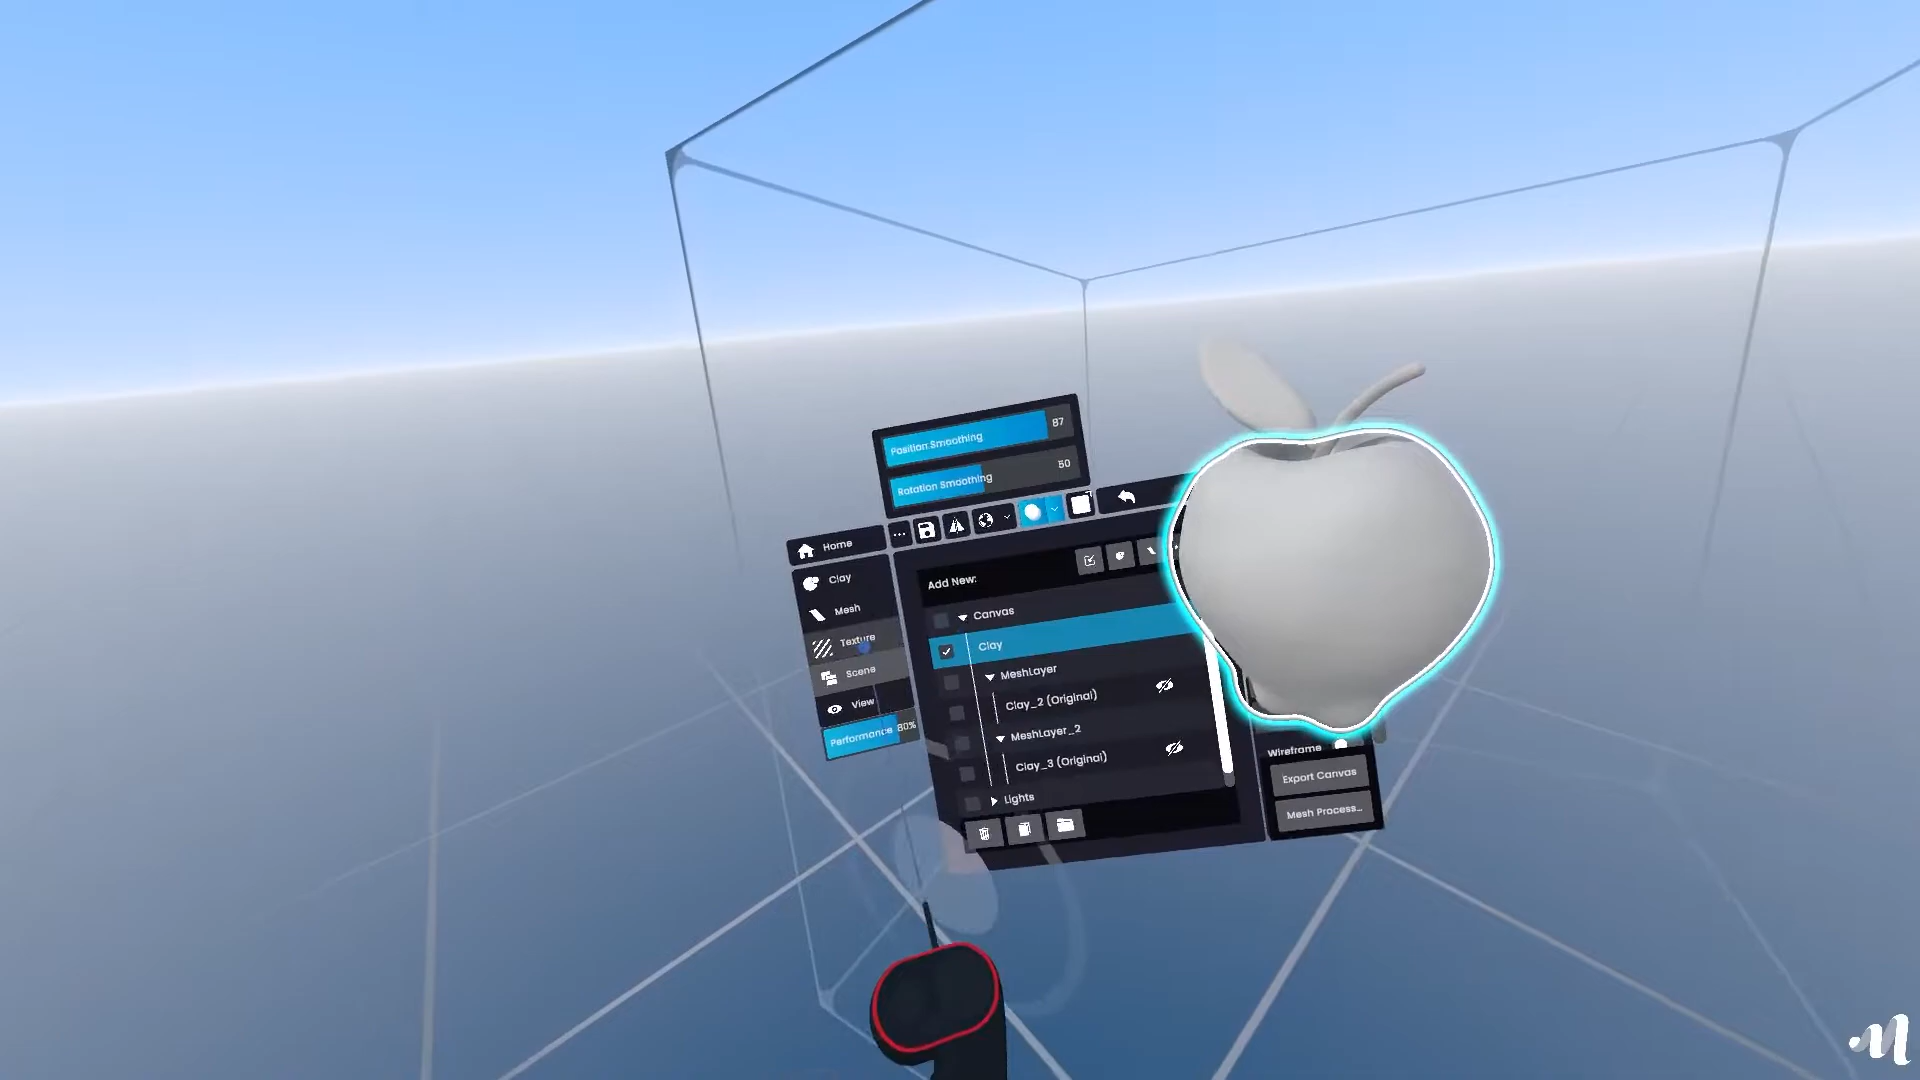 Position Smoothing 87
Rotation Smoothing 50
Home
Clay
Mesh
Texture
Scene
View
Performance 80%
Add New:
Canvas
Clay
MeshLayer
Clay_2 (Original)
MeshLayer_2
Clay_3 (Original)
Lights
Wireframe
Export Canvas
Mesh Process...